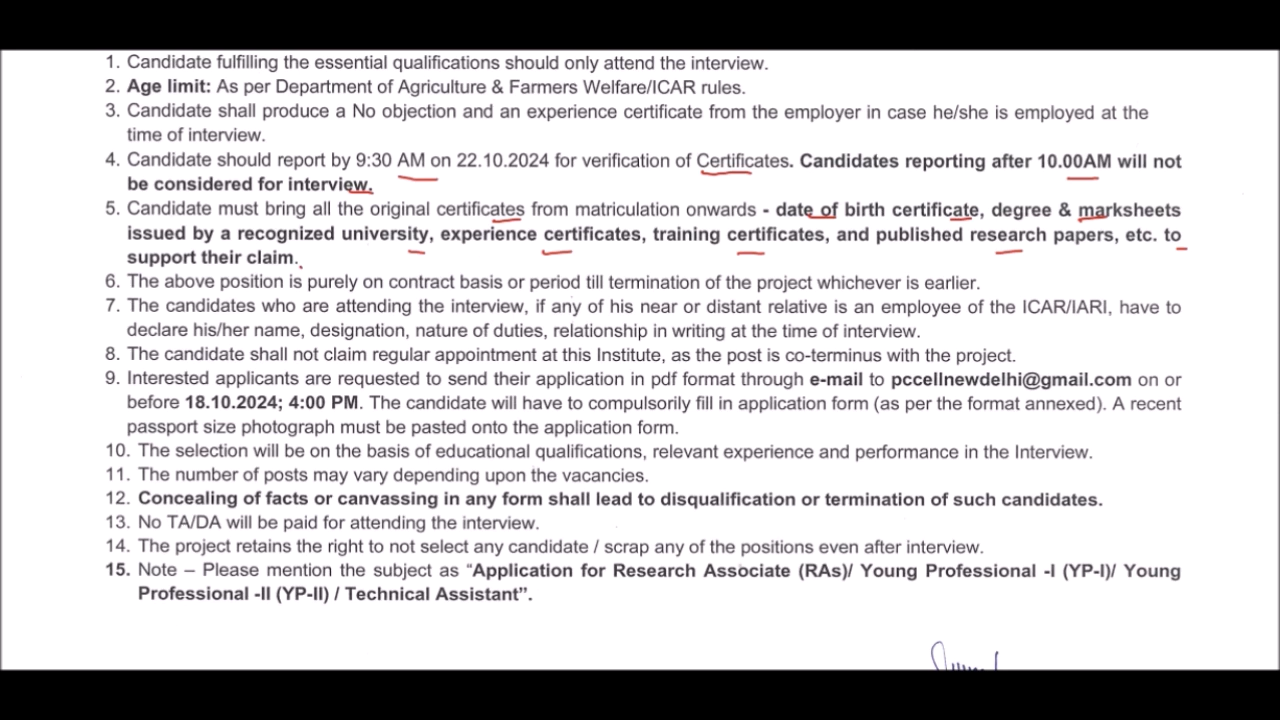 1. Candidate fulfilling the essential qualifications should only attend the interview.
2. Age limit: As per Department of Agriculture & Farmers Welfare/ICAR rules.
3. Candidate shall produce a No objection and an experience certificate from the employer in case he/she is employed at the
time of interview.
4. Candidate should report by 9:30 AM on 22.10.2024 for verification of Certificates. Candidates reporting after 10.00AM will not
be considered for interview.
5. Candidate must bring all the original certificates from matriculation onwards - date of birth certificate, degree & marksheets
issued by a recognized university, experience certificates, training certificates, and published research papers, etc. to
support their claim.
6. The above position is purely on contract basis or period till termination of the project whichever is earlier.
7. The candidates who are attending the interview, if any of his near or distant relative is an employee of the ICAR/IARI, have to
declare his/her name, designation, nature of duties, relationship in writing at the time of interview.
8. The candidate shall not claim regular appointment at this Institute, as the post is co-terminus with the project.
9. Interested applicants are requested to send their application in pdf format through e-mail to pccellnewdelhi@gmail.com on or
before 18.10.2024; 4:00 PM. The candidate will have to compulsorily fill in application form (as per the format annexed). A recent
passport size photograph must be pasted onto the application form.
10. The selection will be on the basis of educational qualifications, relevant experience and performance in the Interview.
11. The number of posts may vary depending upon the vacancies.
12. Concealing of facts or canvassing in any form shall lead to disqualification or termination of such candidates.
13. No TA/DA will be paid for attending the interview.
14. The project retains the right to not select any candidate / scrap any of the positions even after interview.
15. Note – Please mention the subject as “Application for Research Associate (RAs)/ Young Professional -I (YP-I)/ Young
Professional -II (YP-II) / Technical Assistant”.